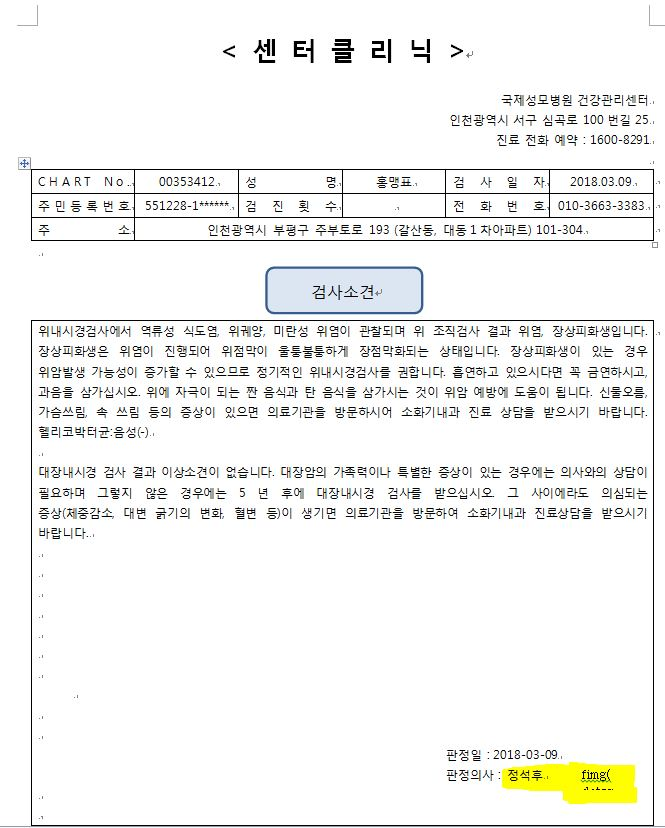 < 센 터 클 리 닉 >
국제성모병원 건강관리센터
인천광역시 서구 심곡로 100 번길 25
진료 전화 예약 : 1600-8291
CHART No. 00353412 성 명 홍맹표 검 사 일 자 2018.03.09
주민등록번호 551228-1****** 검 진 횟 수 전 화 번 호 010-3663-3383
주 소 인천광역시 부평구 주부토로 193 (갈산동, 대동 1 차아파트) 101-304
검사소견
위내시경검사에서 역류성 식도염, 위궤양, 미란성 위염이 관찰되며 위 조직검사 결과 위염, 장상피화생입니다.
장상피화생은 위염이 진행되어 위점막이 울퉁불퉁하게 장점막화되는 상태입니다. 장상피화생이 있는 경우
위암발생 가능성이 증가할 수 있으므로 정기적인 위내시경검사를 권합니다. 흡연하고 있으시다면 꼭 금연하시고,
과음을 삼가십시오. 위에 자극이 되는 짠 음식과 탄 음식을 삼가시는 것이 위암 예방에 도움이 됩니다. 신물오름,
가슴쓰림, 속 쓰림 등의 증상이 있으면 의료기관을 방문하시어 소화기내과 진료 상담을 받으시기 바랍니다.
헬리코박터균:음성(-)
대장내시경 검사 결과 이상소견이 없습니다. 대장암의 가족력이나 특별한 증상이 있는 경우에는 의사와의 상담이
필요하며 그렇지 않은 경우에는 5 년 후에 대장내시경 검사를 받으십시오. 그 사이에라도 의심되는
증상(체중감소, 대변 굵기의 변화, 혈변 등)이 생기면 의료기관을 방문하여 소화기내과 진료상담을 받으시기
바랍니다.
판정일 : 2018-03-09
판정의사 : 정석후 fimg(